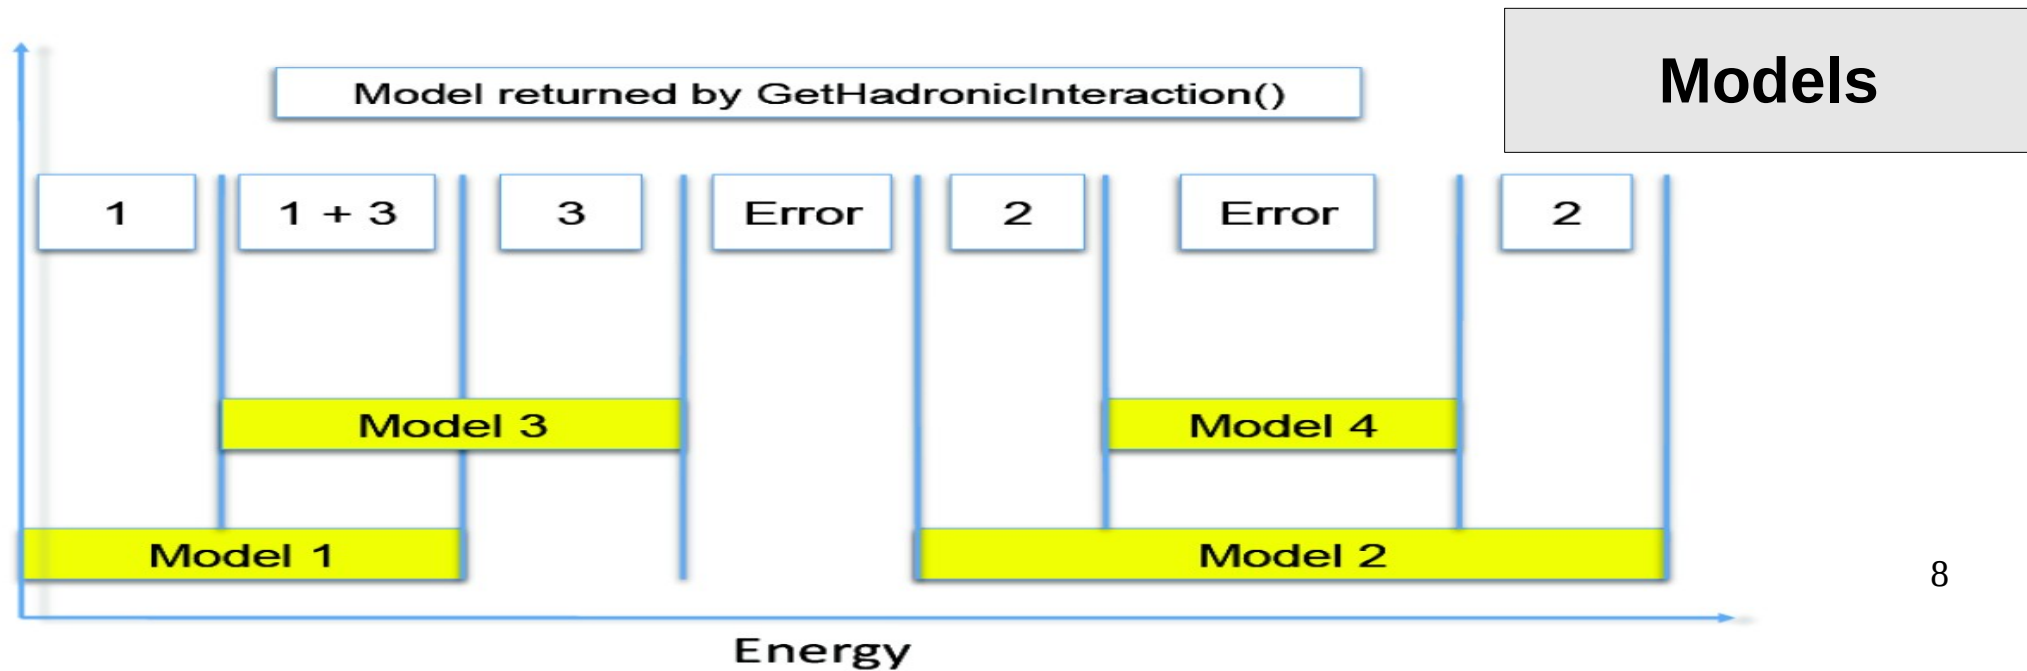 Models
Model returned by GetHadronicInteraction()
1
1 + 3
3
Error
2
Error
2
Model 3
Model 4
Model 1
Model 2
8
Energy